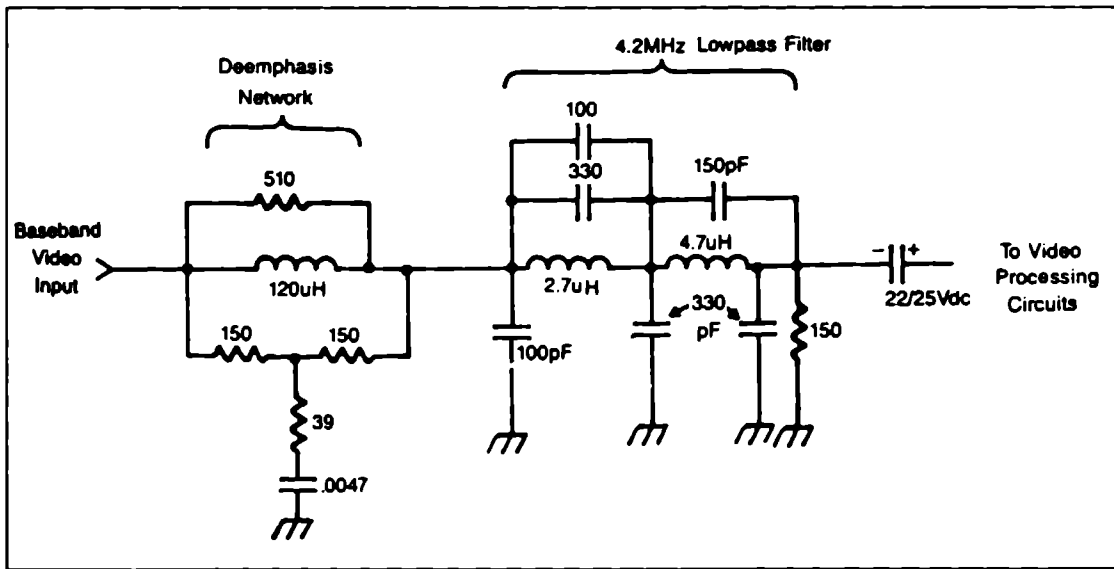 4.2MHz Lowpass Filter
Deemphasis
Network
100
330
150pF
510
Baseband
Video
Input
120uH
2.7uH
4.7uH
To Video
Processing
Circuits
22/25Vdc
- +
150
150
100pF
330
pF
150
39
.0047